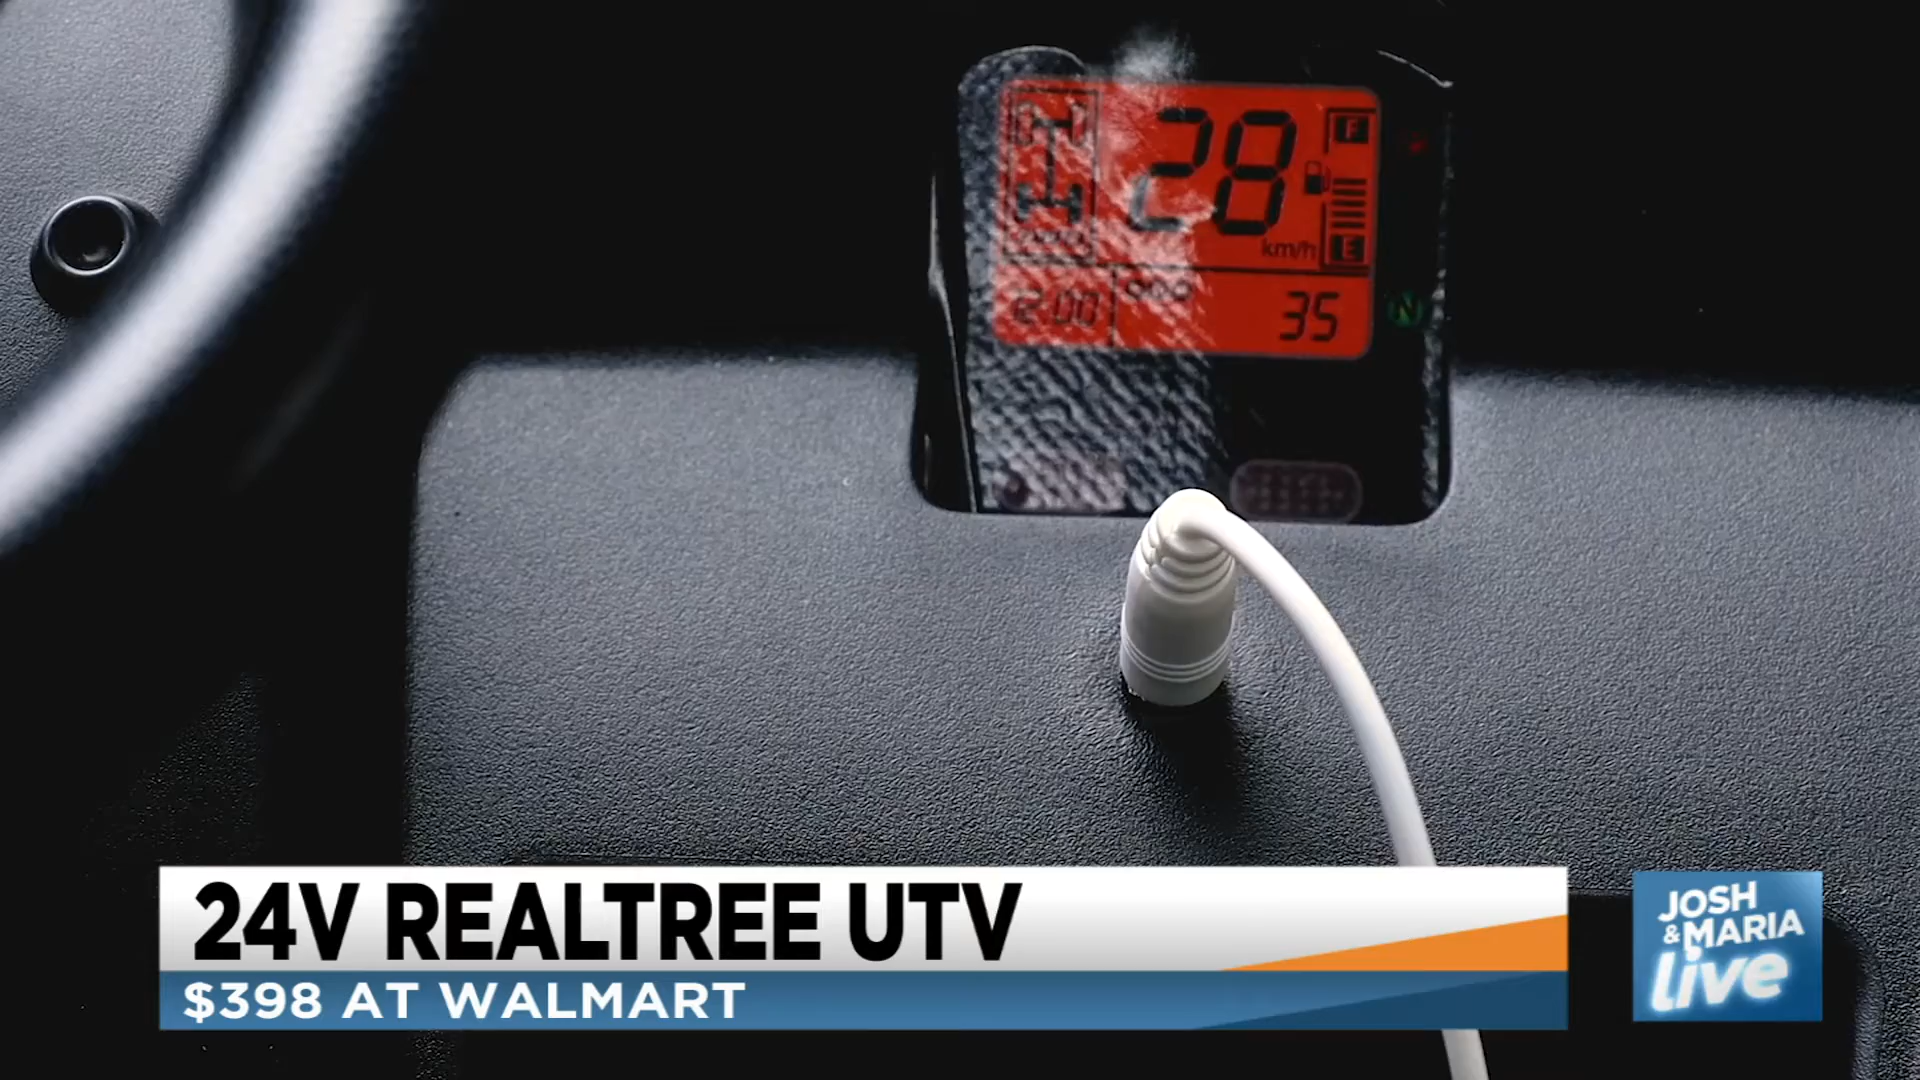 28
F
km/h
E
12:00
35
N
24V REALTREE UTV
$398 AT WALMART
JOSH
& MARIA
live